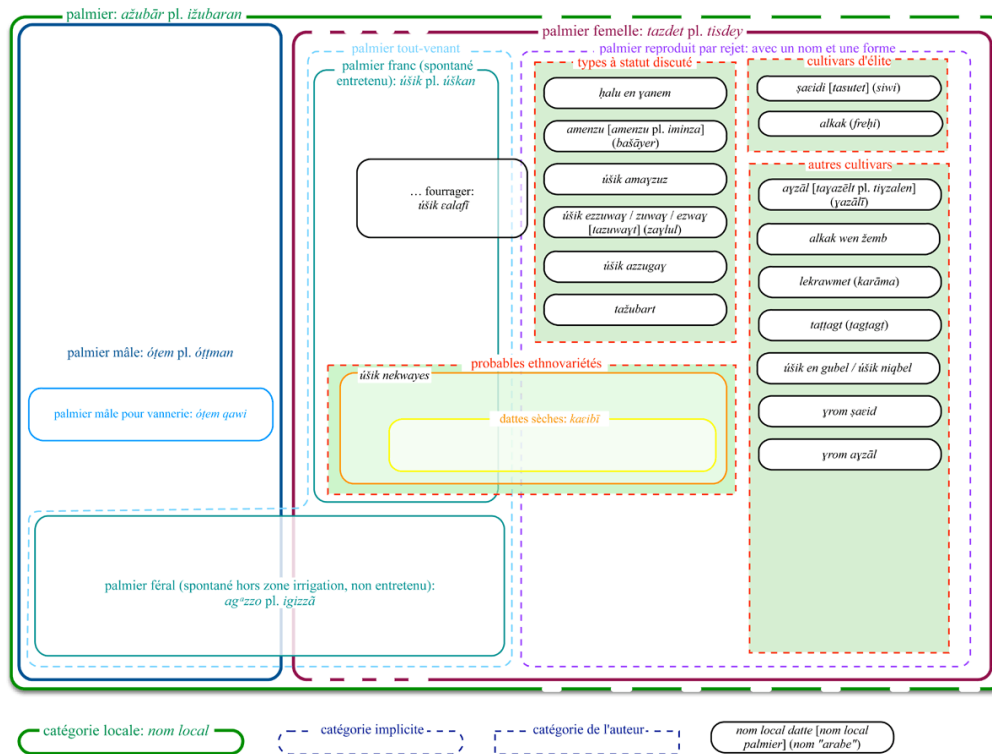 palmier: ažubār pl. ižubaran
palmier femelle: tazdet pl. tisdey
palmier tout-venant
palmier reproduit par rejet: avec un nom et une forme
palmier franc (spontané
entretenu): úšik pl. úškan
types à statut discuté
cultivars d'élite
ḥalu en ɣanem
amenzu [amenzu pl. iminza]
(bašāyer)
úšik amaɣzuz
úšik ezzuwaɣ / zuwaɣ / ezwaɣ
[tazuwaɣt] (zaɣlul)
úšik azzugaɣ
tažubart
ṣaɛidi [tasutet] (siwi)
alkak (freḥi)
autres cultivars
aɣzāl [taɣazēlt pl. tiɣzalen]
(ɣazālī)
alkak wen žemb
lekrawmet (karāma)
taṭṭagt (ṭagṭagt)
úšik en gubel / úšik niqbel
ɣrom ṣaɛid
ɣrom aɣzāl
... fourrager:
úšik ɛalafī
palmier mâle: óṭem pl. óṭṭman
palmier mâle pour vannerie: óṭem qawi
probables ethnovariétés
úšik nekwayes
dattes sèches: kaɛibī
palmier féral (spontané hors zone irrigation, non entretenu):
agᵃzzo pl. igizzā
catégorie locale: nom local
catégorie implicite
catégorie de l'auteur
nom local datte [nom local
palmier] (nom "arabe")